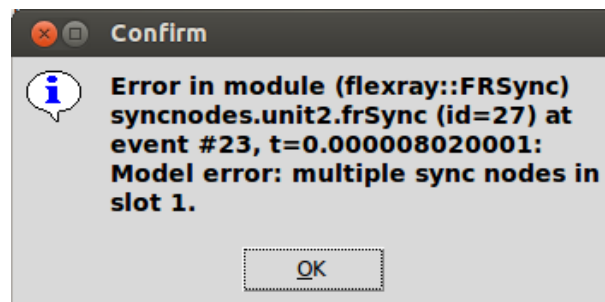 Confirm
Error in module (flexray::FRSync)
syncnodes.unit2.frSync (id=27) at
event #23, t=0.000008020001:
Model error: multiple sync nodes in
slot 1.
OK